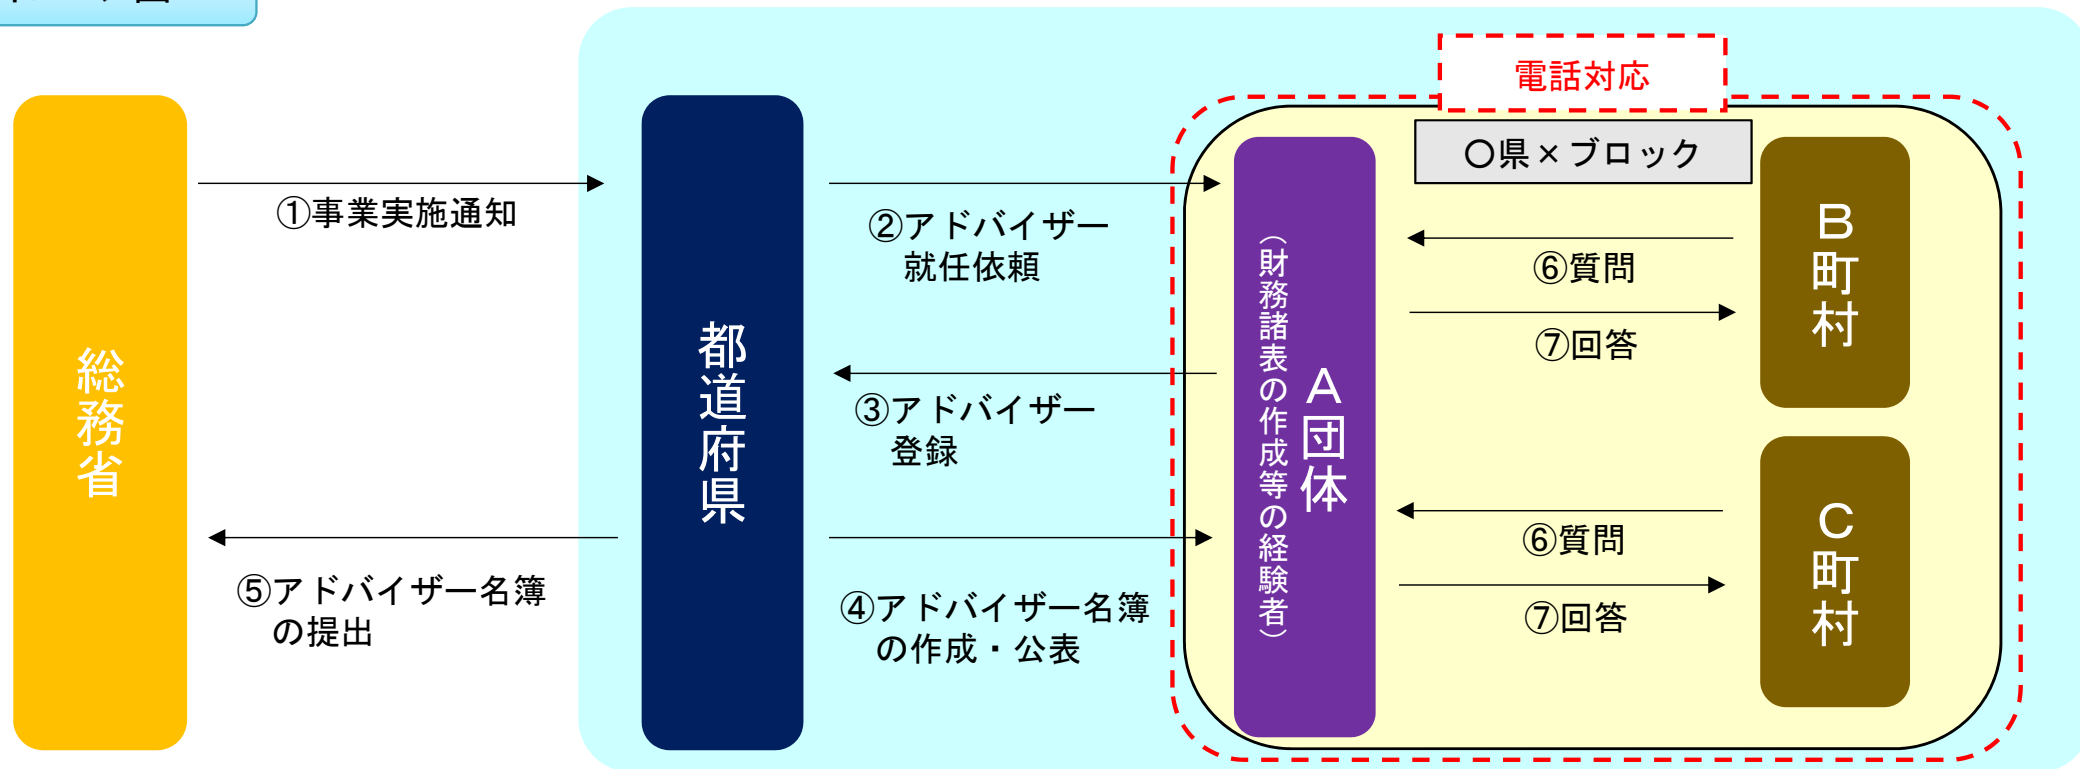 電話対応
〇県×ブロック
総務省
都道府県
A団体
（財務諸表の作成等の経験者）
B町村
C町村
①事業実施通知
②アドバイザー
就任依頼
③アドバイザー
登録
④アドバイザー名簿
の作成・公表
⑤アドバイザー名簿
の提出
⑥質問
⑦回答
⑥質問
⑦回答